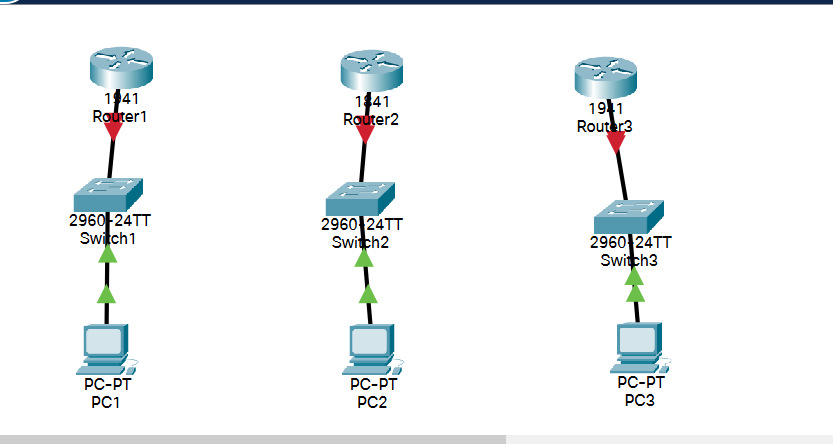 1941
Router1
1841
Router2
1941
Router3
2960-24TT
Switch1
2960-24TT
Switch2
2960-24TT
Switch3
PC-PT
PC1
PC-PT
PC2
PC-PT
PC3